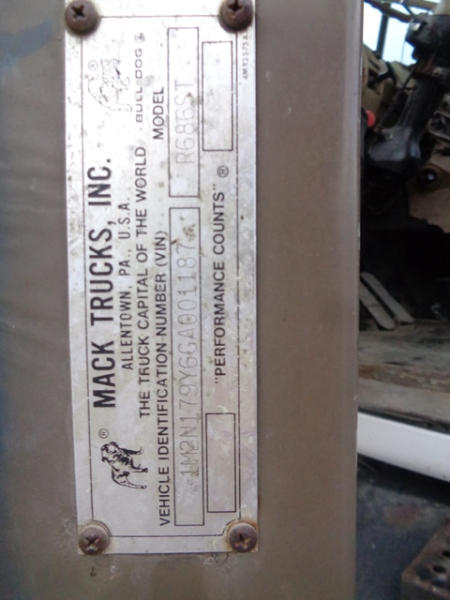 MACK TRUCKS, INC.
ALLENTOWN, PA., U.S.A.
THE TRUCK CAPITAL OF THE WORLD
BULLDOG ®
VEHICLE IDENTIFICATION NUMBER (VIN) MODEL
1M2N179Y6GA001187 R686ST
"PERFORMANCE COUNTS" ®